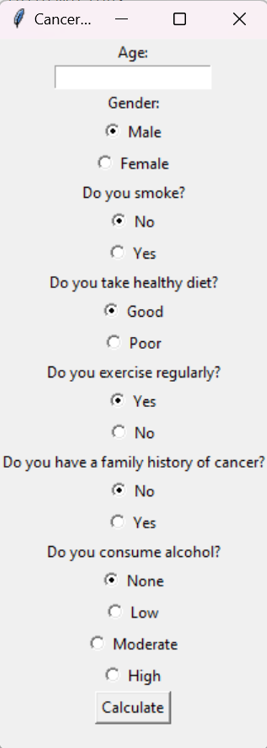 Cancer...
Age:
Gender:
Male
Female
Do you smoke?
No
Yes
Do you take healthy diet?
Good
Poor
Do you exercise regularly?
Yes
No
Do you have a family history of cancer?
No
Yes
Do you consume alcohol?
None
Low
Moderate
High
Calculate